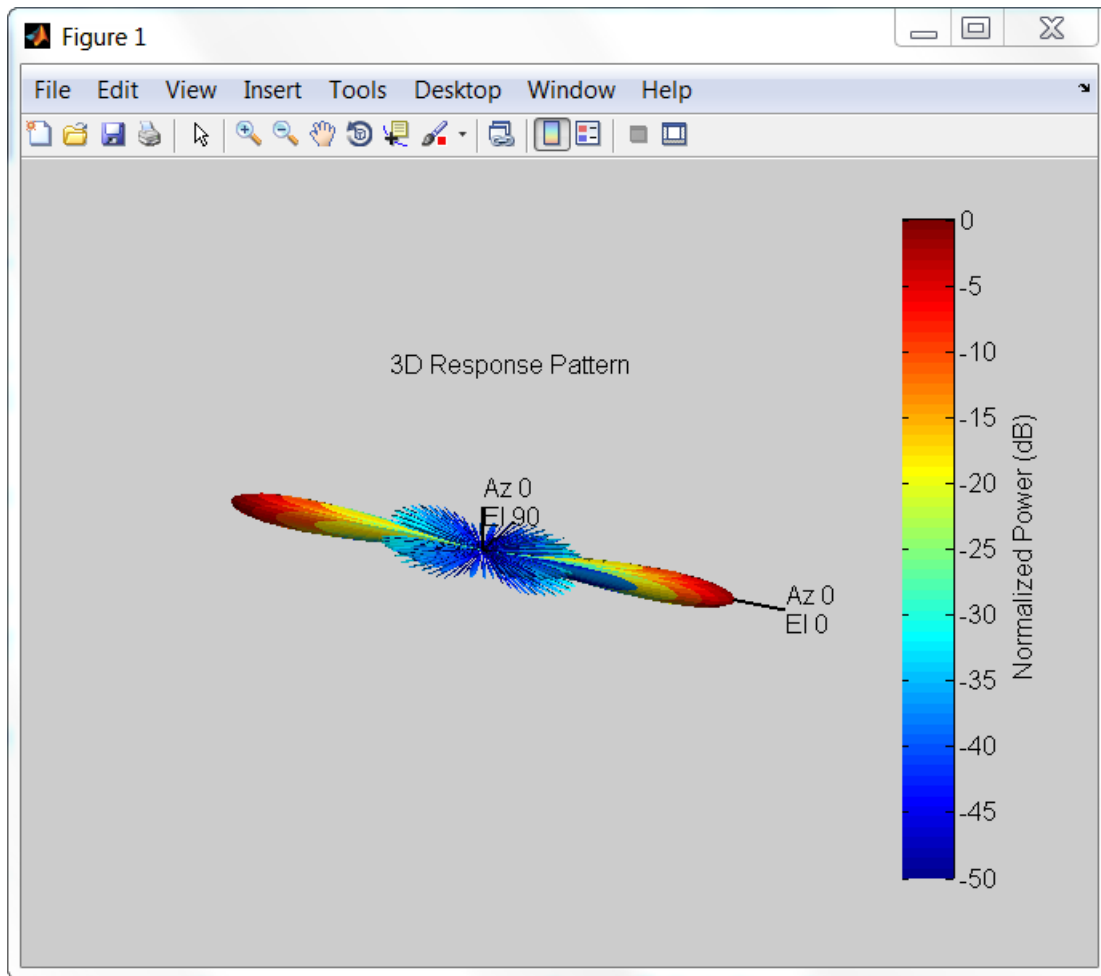 Figure 1
File Edit View Insert Tools Desktop Window Help
3D Response Pattern
Az 0
El 90
Az 0
El 0
0
-5
-10
-15
-20
-25
-30
-35
-40
-45
-50
Normalized Power (dB)